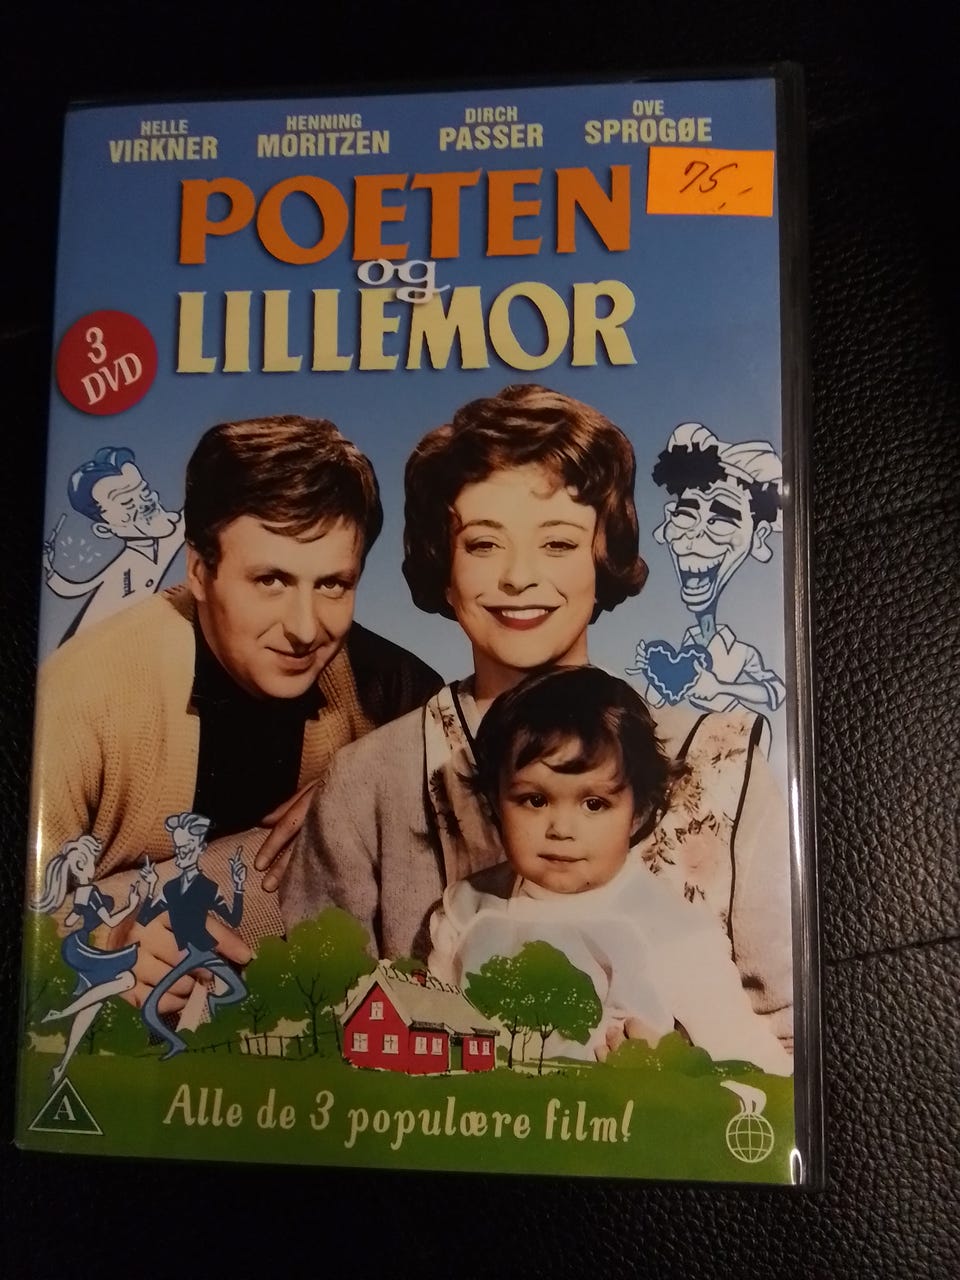 HELLE HENNING DIRCH OVE
VIRKNER MORITZEN PASSER SPROGØE
75,-
POETEN
og
LILLEMOR
3
DVD
A
Alle de 3 populære film!